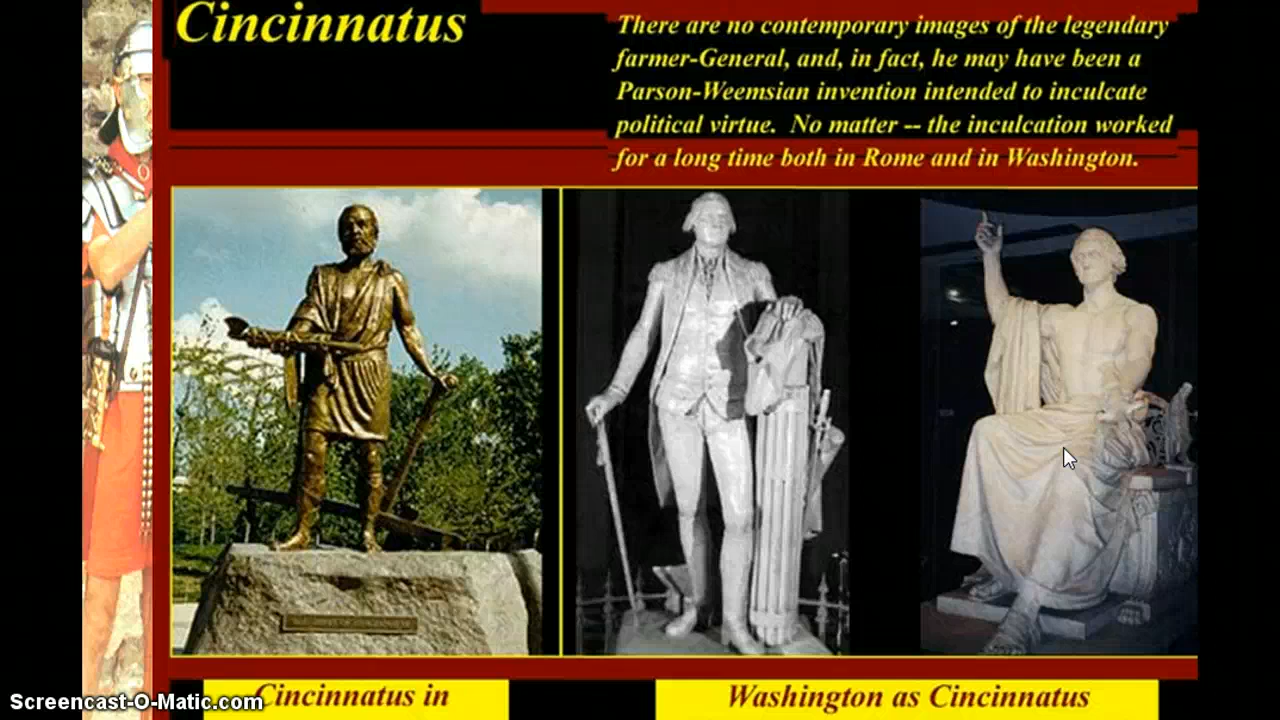 Cincinnatus
There are no contemporary images of the legendary
farmer-General, and, in fact, he may have been a
Parson-Weemsian invention intended to inculcate
political virtue.  No matter -- the inculcation worked
for a long time both in Rome and in Washington.
Cincinnatus in
Washington as Cincinnatus
Screencast-O-Matic.com